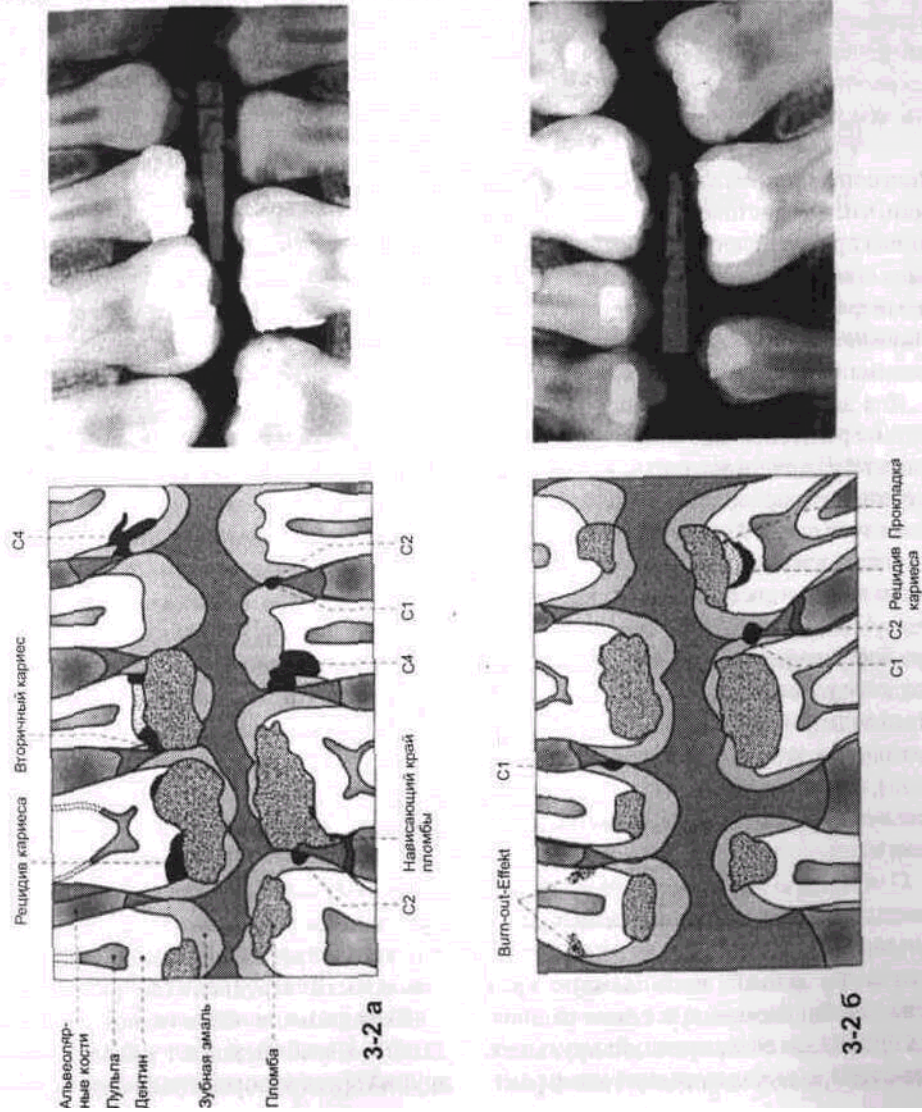 C4
Вторичный кариес
Рецидив кариеса
Альвеоляр-
ные кости
Пульпа
Дентин
Зубная эмаль
Пломба
C2
Нависающий край
пломбы
C4
C1
C2
3-2 а
C1
Burn-out-Effekt
C1
C2
Рецидив
кариеса
Прокладка
3-2 б